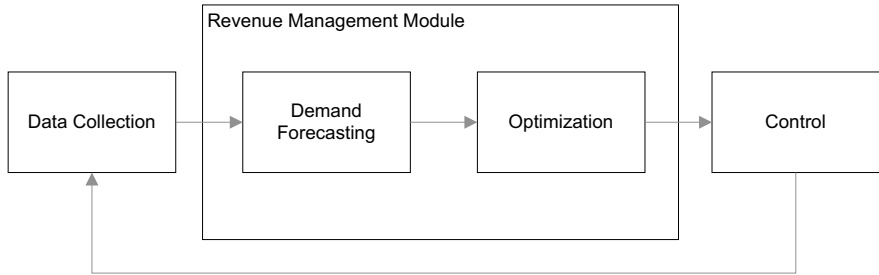 Revenue Management Module
Data Collection
Demand
Forecasting
Optimization
Control